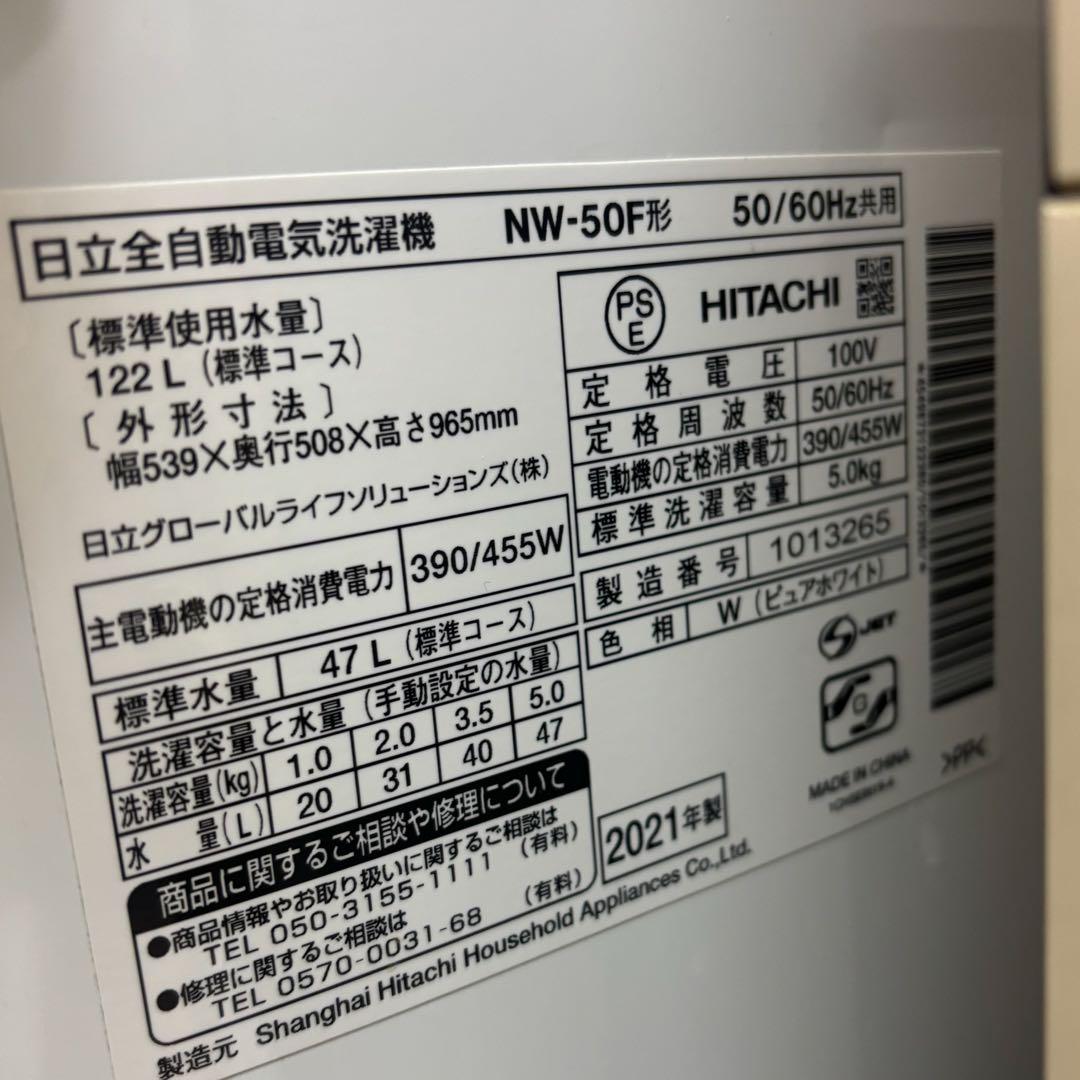 日立全自動電気洗濯機 NW-50F形 50/60Hz共用
〔標準使用水量〕
122 L (標準コース)
〔外形寸法〕
幅539×奥行508×高さ965mm
日立グローバルライフソリューションズ(株)
主電動機の定格消費電力 390/455W
標準水量 47 L (標準コース)
洗濯容量と水量 (手動設定の水量)
洗濯容量(kg) 1.0 2.0 3.5 5.0
水量(L) 20 31 40 47
PS
E
HITACHI
定格電圧 100V
定格周波数 50/60Hz
電動機の定格消費電力 390/455W
標準洗濯容量 5.0kg
製造番号 1013265
色相 W (ピュアホワイト)
JET
G
MADE IN CHINA
>PP<
商品に関するご相談や修理について
●商品情報やお取り扱いに関するご相談は
TEL 050-3155-1111 (有料)
●修理に関するご相談は
TEL 0570-0031-68 (有料)
2021年製
製造元 Shanghai Hitachi Household Appliances Co.,Ltd.